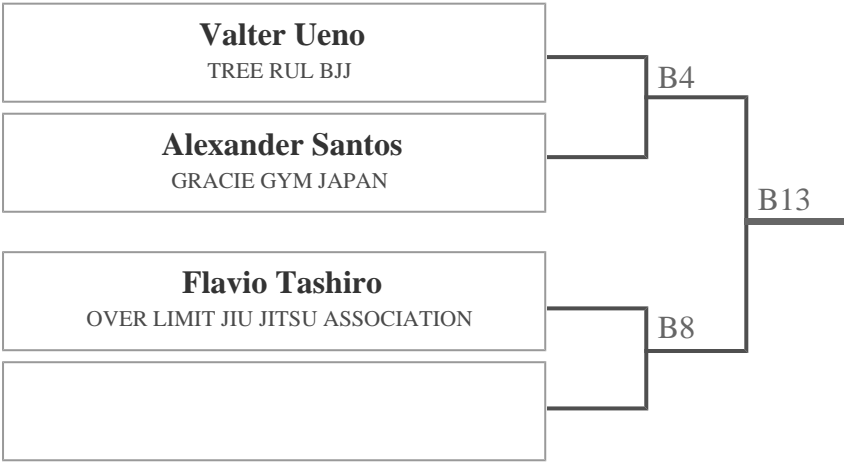 Valter Ueno
TREE RUL BJJ
B4
Alexander Santos
GRACIE GYM JAPAN
B13
Flavio Tashiro
OVER LIMIT JIU JITSU ASSOCIATION
B8